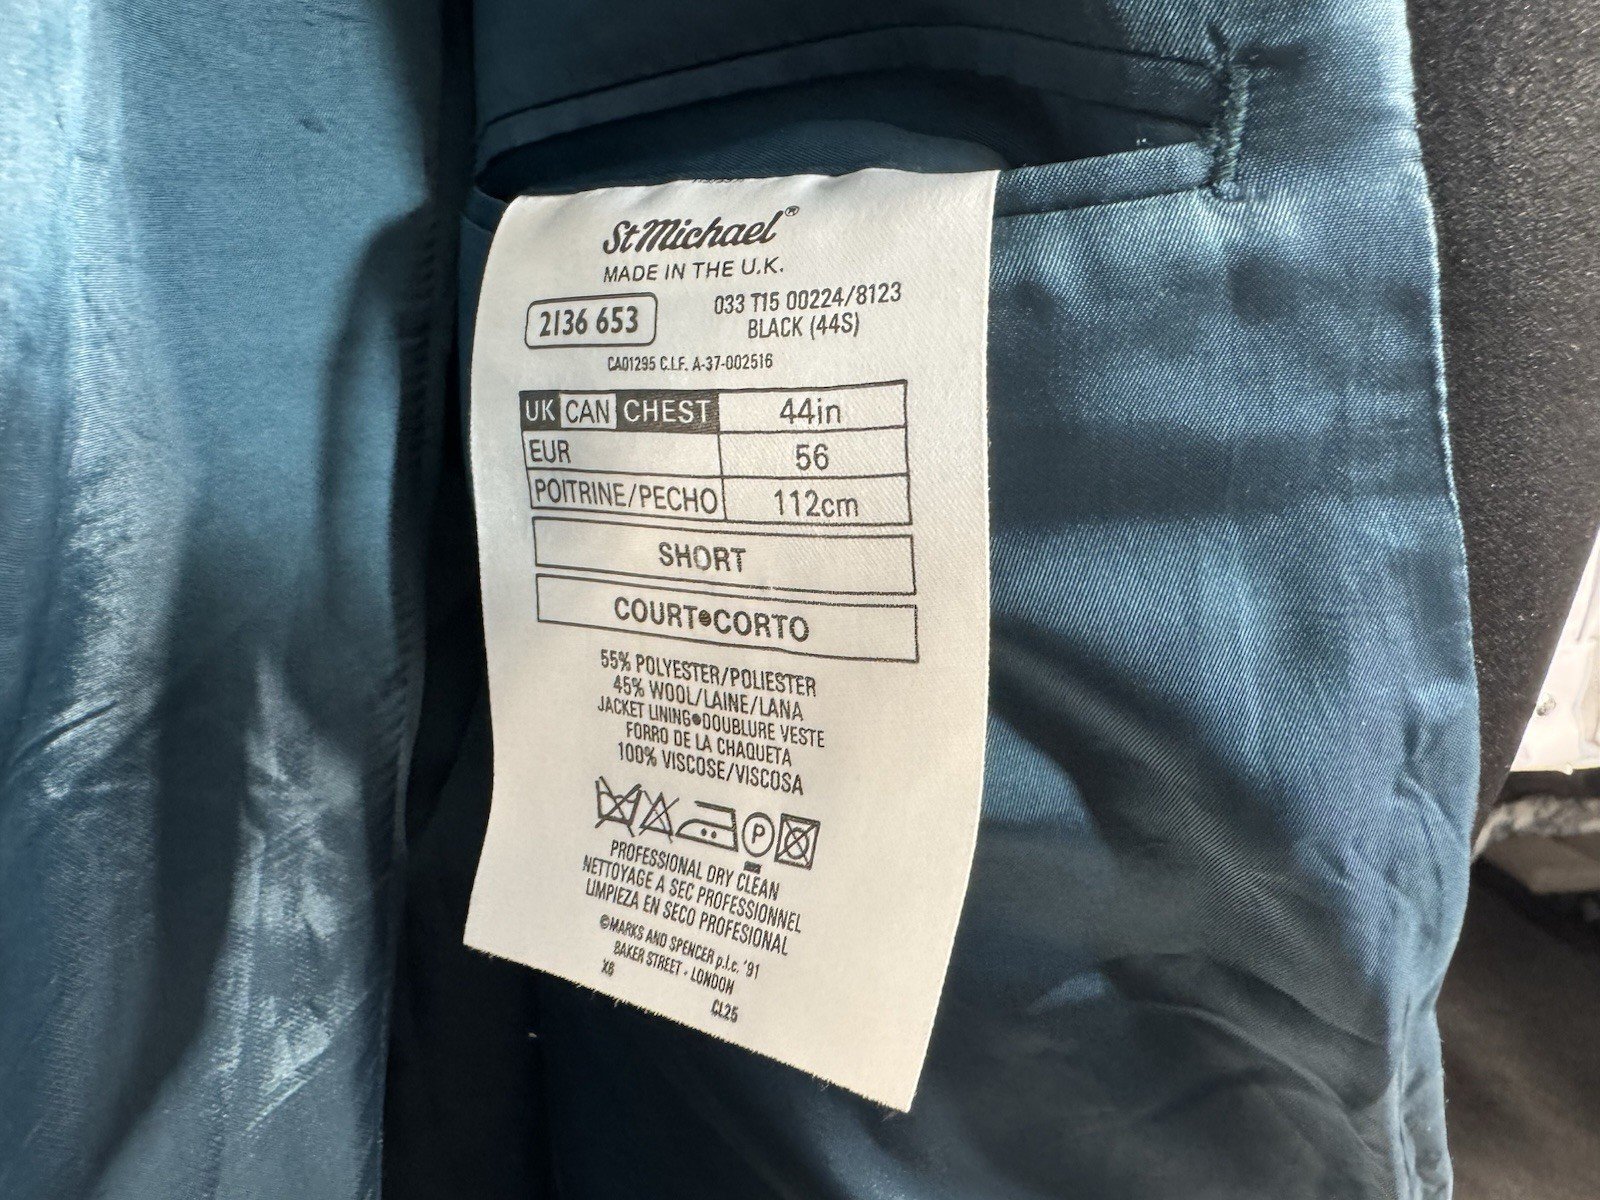 St Michael®
MADE IN THE U.K.
2136 653
033 T15 00224/8123
BLACK (44S)
CA01295 C.I.F. A-37-002516
UK CAN CHEST 44in
EUR 56
POITRINE/PECHO 112cm
SHORT
COURT•CORTO
55% POLYESTER/POLIESTER
45% WOOL/LAINE/LANA
JACKET LINING•DOUBLURE VESTE
FORRO DE LA CHAQUETA
100% VISCOSE/VISCOSA
P
PROFESSIONAL DRY CLEAN
NETTOYAGE A SEC PROFESSIONNEL
LIMPIEZA EN SECO PROFESIONAL
©MARKS AND SPENCER p.l.c. '91
BAKER STREET - LONDON
X6
CL25